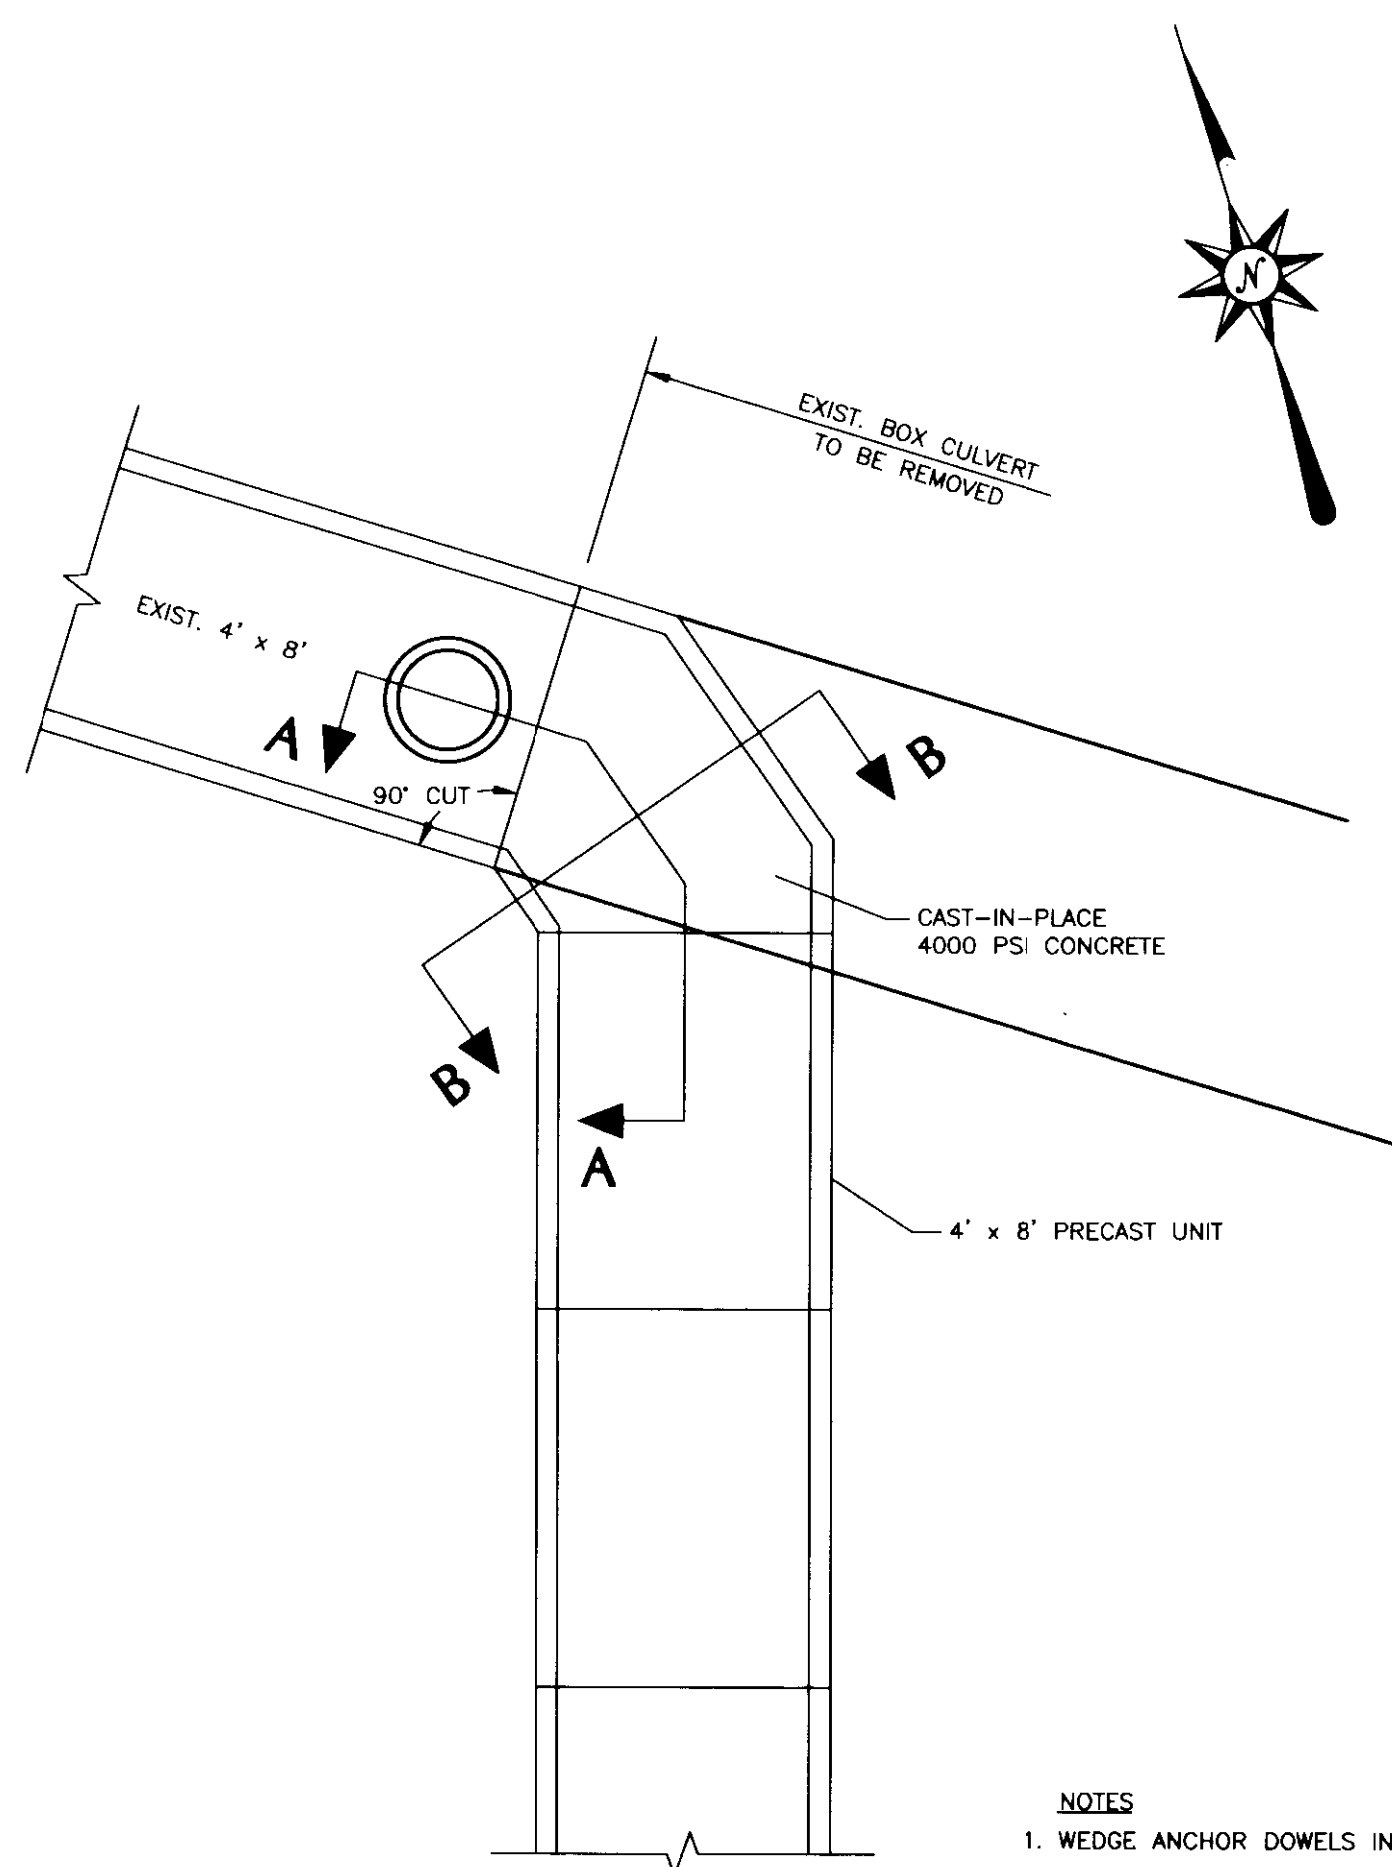 N
EXIST. BOX CULVERT
TO BE REMOVED
EXIST. 4' x 8'
A
B
90° CUT
CAST-IN-PLACE
4000 PSI CONCRETE
B
A
4' x 8' PRECAST UNIT
NOTES
1. WEDGE ANCHOR DOWELS IN